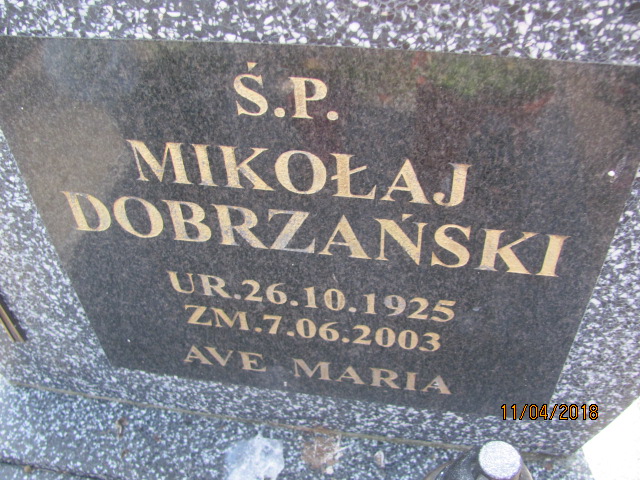 Ś.P.
MIKOŁAJ
DOBRZAŃSKI
UR.26.10.1925
ZM.7.06.2003
AVE MARIA
11/04/2018